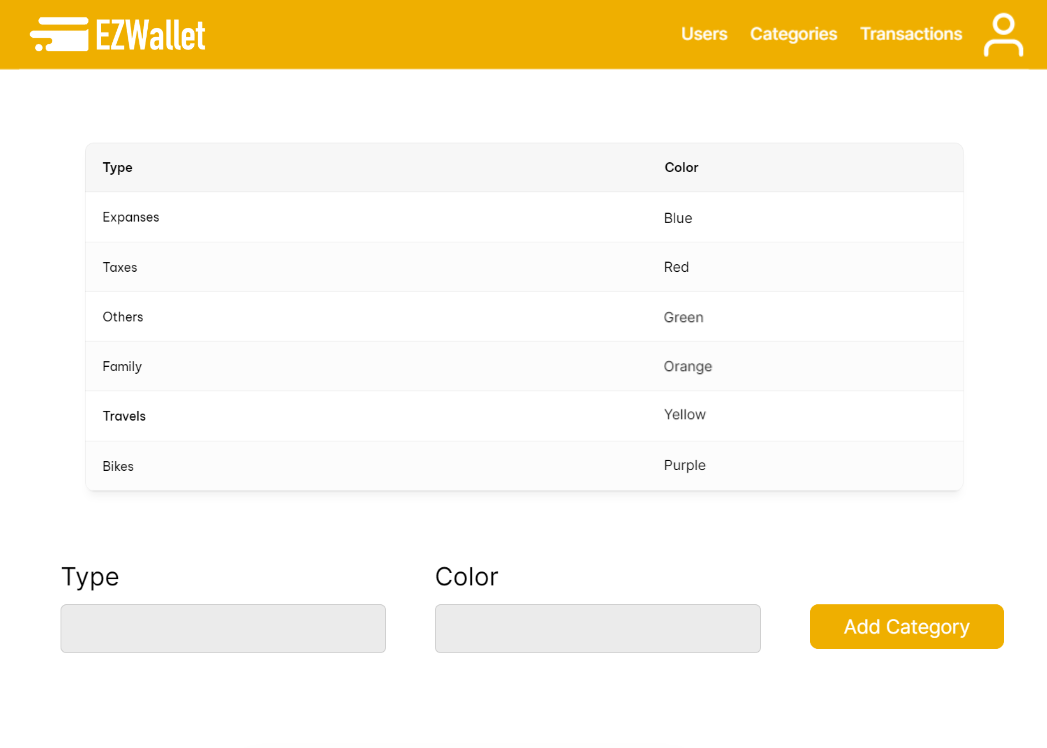 EZWallet Users Categories Transactions
Type Color
Expanses Blue
Taxes Red
Others Green
Family Orange
Travels Yellow
Bikes Purple
Type Color
Add Category